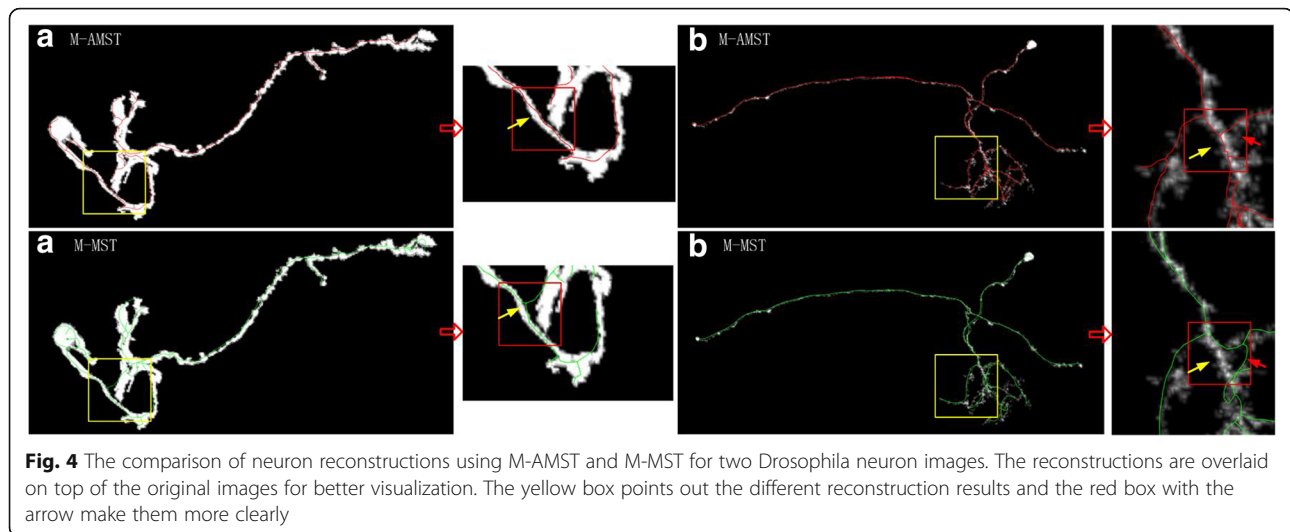 a M-AMST
b M-AMST
a M-MST
b M-MST
Fig. 4 The comparison of neuron reconstructions using M-AMST and M-MST for two Drosophila neuron images. The reconstructions are overlaid
on top of the original images for better visualization. The yellow box points out the different reconstruction results and the red box with the
arrow make them more clearly